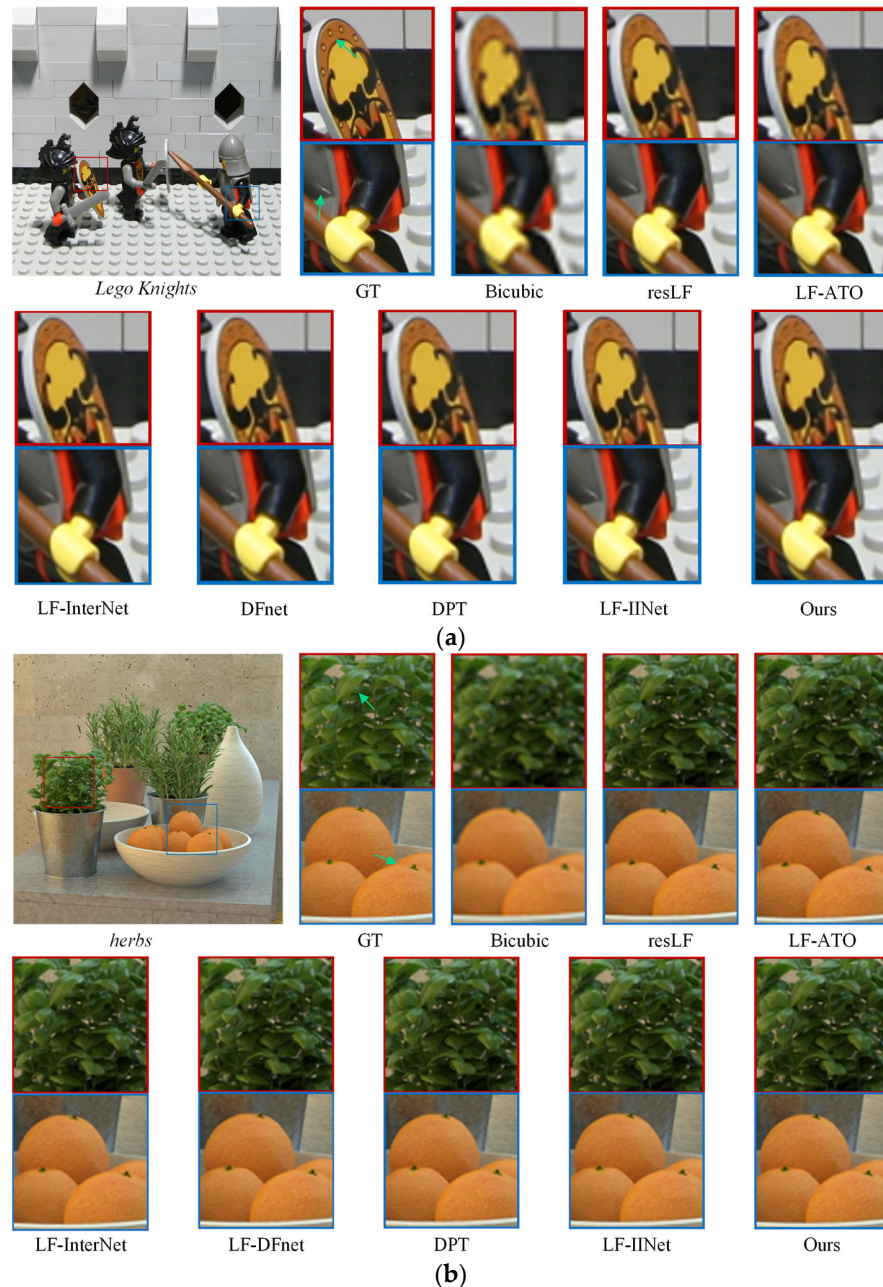 Lego Knights GT Bicubic resLF LF-ATO
LF-InterNet DFnet DPT LF-IINet Ours
(a)
herbs GT Bicubic resLF LF-ATO
LF-InterNet LF-DFnet DPT LF-IINet Ours
(b)